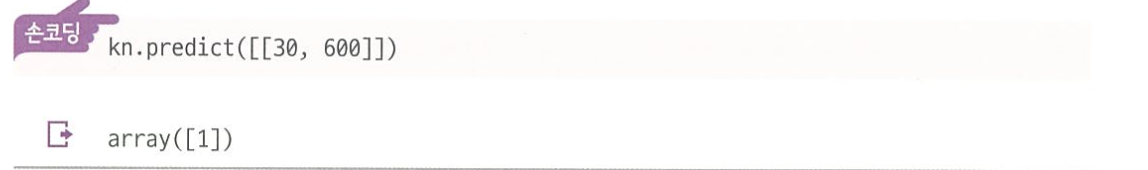 손코딩
kn.predict([[30, 600]])
array([1])